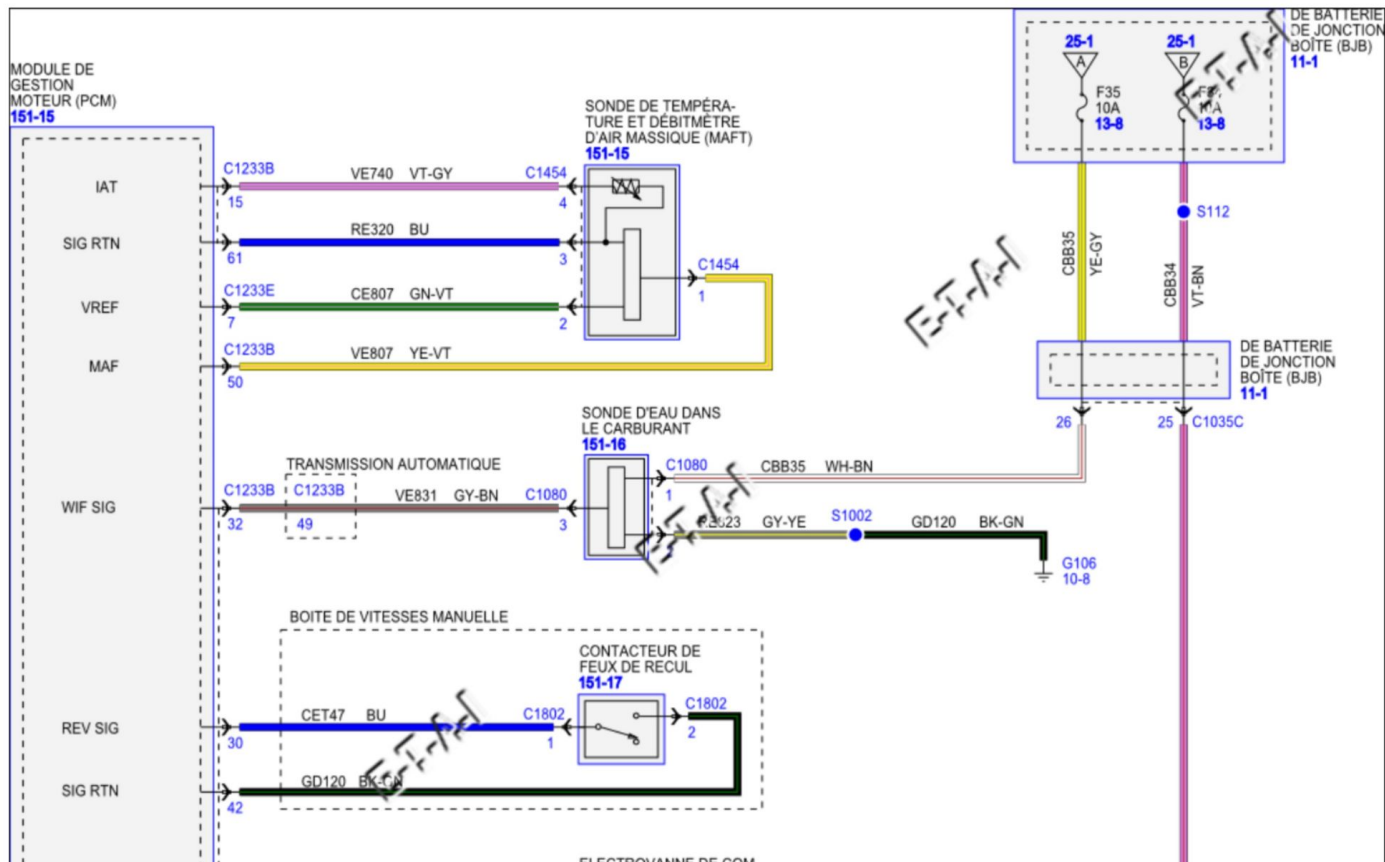 DE BATTERIE
DE JONCTION
BOÎTE (BJB)
11-1
25-1
25-1
A
B
F35
10A
13-8
10A
13-8
MODULE DE
GESTION
MOTEUR (PCM)
151-15
SONDE DE TEMPÉRA-
TURE ET DÉBITMÈTRE
D'AIR MASSIQUE (MAFT)
151-15
IAT
C1233B
15
VE740 VT-GY
C1454
4
SIG RTN
61
RE320 BU
3
C1454
1
VREF
C1233E
7
CE807 GN-VT
2
MAF
C1233B
50
VE807 YE-VT
S112
CBB35
YE-GY
CBB34
VT-BN
DE BATTERIE
DE JONCTION
BOÎTE (BJB)
11-1
26
25 C1035C
SONDE D'EAU DANS
LE CARBURANT
151-16
TRANSMISSION AUTOMATIQUE
WIF SIG
C1233B
32
C1233B
49
VE831 GY-BN
C1080
3
C1080
1
CBB35 WH-BN
GY-YE
S1002
GD120 BK-GN
G106
10-8
BOITE DE VITESSES MANUELLE
CONTACTEUR DE
FEUX DE RECUL
151-17
REV SIG
30
CET47 BU
C1802
1
C1802
2
SIG RTN
42
GD120 BK-GN
E-T-A-I
E-T-A-I
E-T-A-I
E-T-A-I
ELECTROVANNE DE COM-